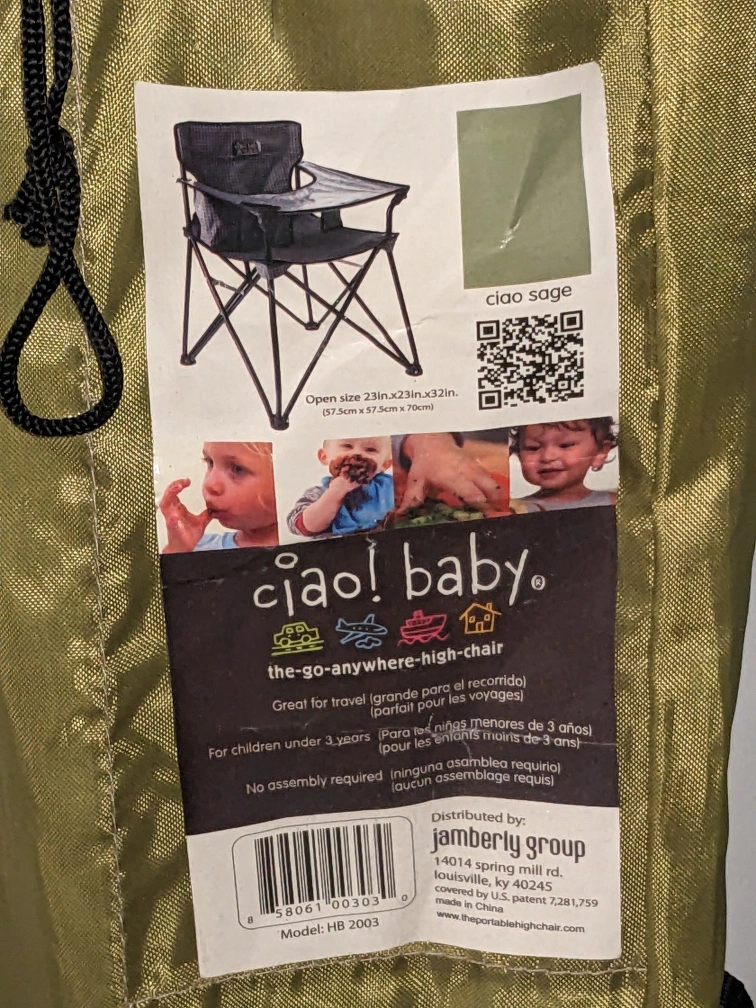 ciao sage
Open size 23in.x23in.x32in.
(57.5cm x 57.5cm x 70cm)
ciao! baby®
the-go-anywhere-high-chair
Great for travel (grande para el recorrido)
(parfait pour les voyages)
For children under 3 years (Para los niñas menores de 3 años)
(pour les enfants moins de 3 ans)
No assembly required (ninguna asamblea requirio)
(aucun assemblage requis)
8 58061 00303 0
Model: HB 2003
Distributed by:
jamberly group
14014 spring mill rd.
louisville, ky 40245
covered by U.S. patent 7,281,759
made in China
www.theportablehighchair.com